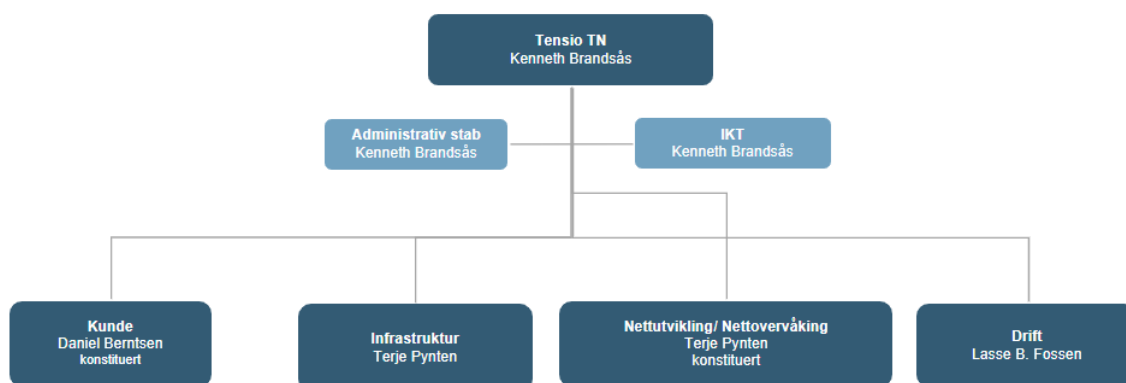 Tensio TN
Kenneth Brandsås
Administrativ stab
Kenneth Brandsås
IKT
Kenneth Brandsås
Kunde
Daniel Berntsen
konstituert
Infrastruktur
Terje Pynten
Nettutvikling/ Nettovervåking
Terje Pynten
konstituert
Drift
Lasse B. Fossen